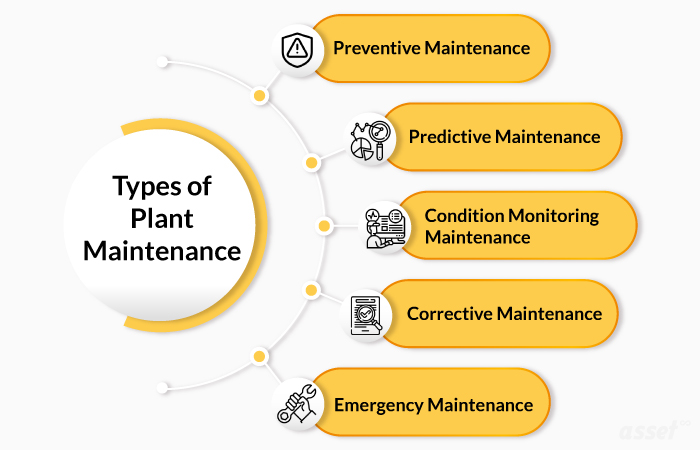 Types of
Plant
Maintenance
Preventive Maintenance
Predictive Maintenance
Condition Monitoring
Maintenance
Corrective Maintenance
Emergency Maintenance
asset